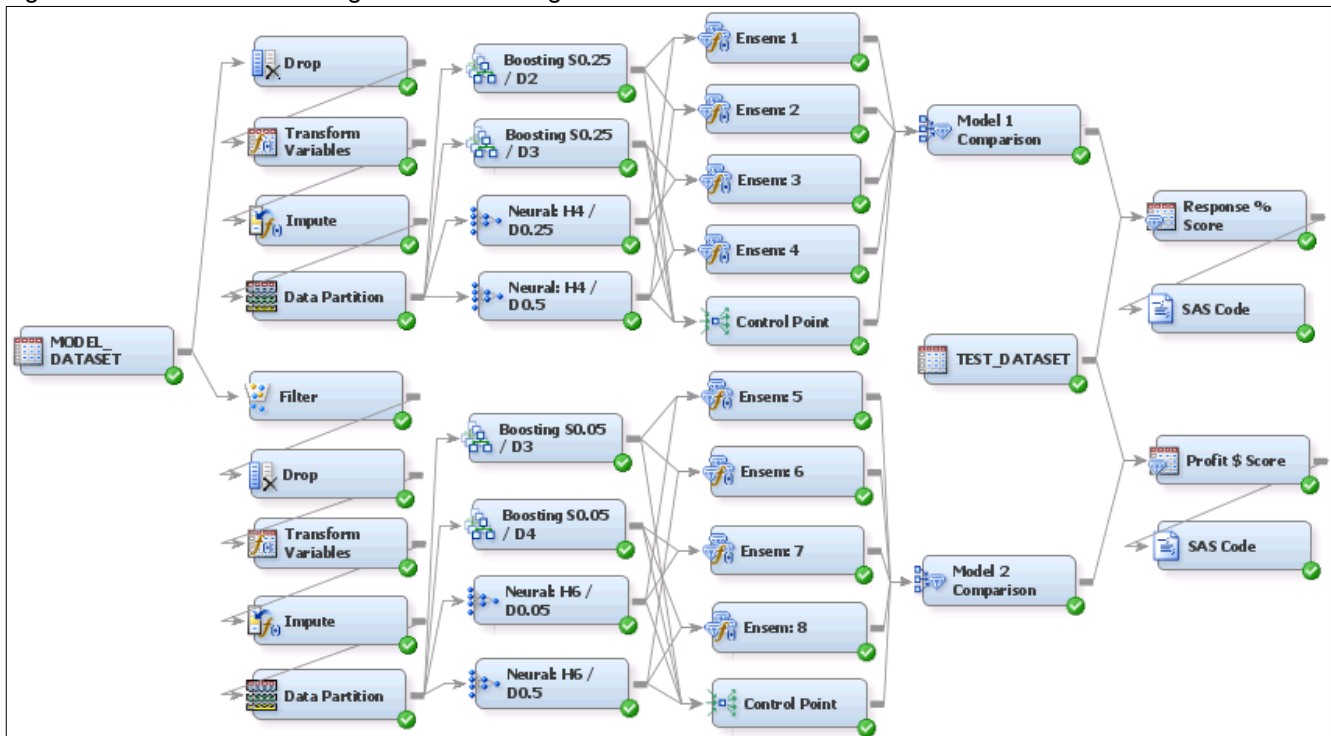 Drop
Transform
Variables
Impute
Data Partition
MODEL_
DATASET
Filter
Drop
Transform
Variables
Impute
Data Partition
Boosting S0.25
/ D2
Boosting S0.25
/ D3
Neural: H4 /
D0.25
Neural: H4 /
D0.5
Boosting S0.05
/ D3
Boosting S0.05
/ D4
Neural: H6 /
D0.05
Neural: H6 /
D0.5
Ensem: 1
Ensem: 2
Ensem: 3
Ensem: 4
Control Point
Ensem: 5
Ensem: 6
Ensem: 7
Ensem: 8
Control Point
Model 1
Comparison
TEST_DATASET
Model 2
Comparison
Response %
Score
SAS Code
Profit $ Score
SAS Code